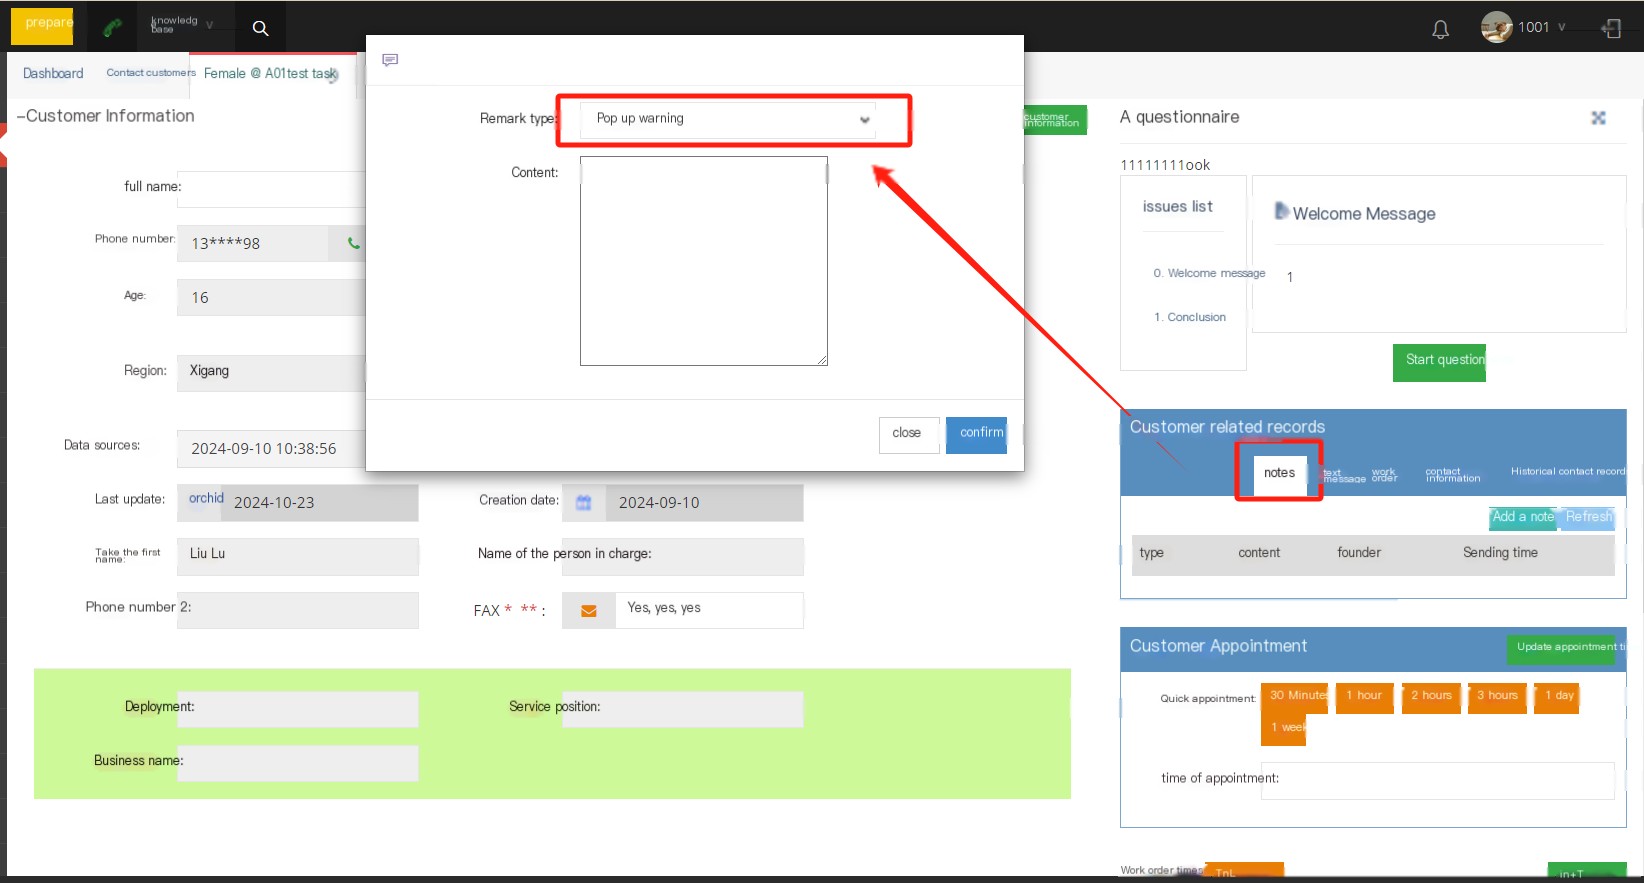 prepare
knowledg
base
1001
Dashboard
Contact customers
Female @ A01test task
–Customer Information
customer
information
full name:
Phone number:
13****98
Age:
16
Region:
Xigang
Data sources:
2024-09-10 10:38:56
Last update:
orchid
2024-10-23
Creation date:
2024-09-10
Take the first
name:
Liu Lu
Name of the person in charge:
Phone number 2:
FAX * ** :
Yes, yes, yes
Deployment:
Service position:
Business name:
Remark type:
Pop up warning
Content:
close
confirm
A questionnaire
11111111ook
issues list
0. Welcome message
1. Conclusion
Welcome Message
1
Start question
Customer related records
notes
text
message
work
order
contact
information
Historical contact record
Add a note
Refresh
type
content
founder
Sending time
Customer Appointment
Update appointment ti
Quick appointment:
30 Minutes
1 hour
2 hours
3 hours
1 day
1 week
time of appointment:
Work order times